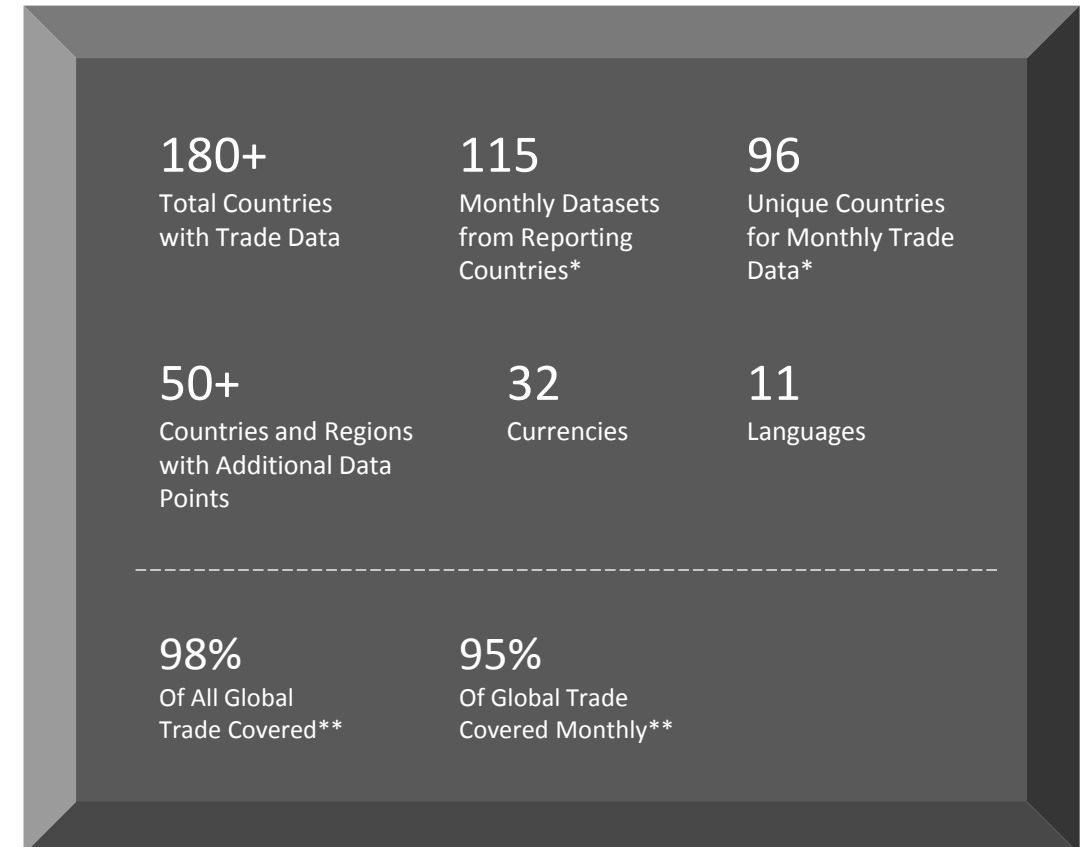 180+
Total Countries
with Trade Data
115
Monthly Datasets
from Reporting
Countries*
96
Unique Countries
for Monthly Trade
Data*
50+
Countries and Regions
with Additional Data
Points
32
Currencies
11
Languages
98%
Of All Global
Trade Covered**
95%
Of Global Trade
Covered Monthly**